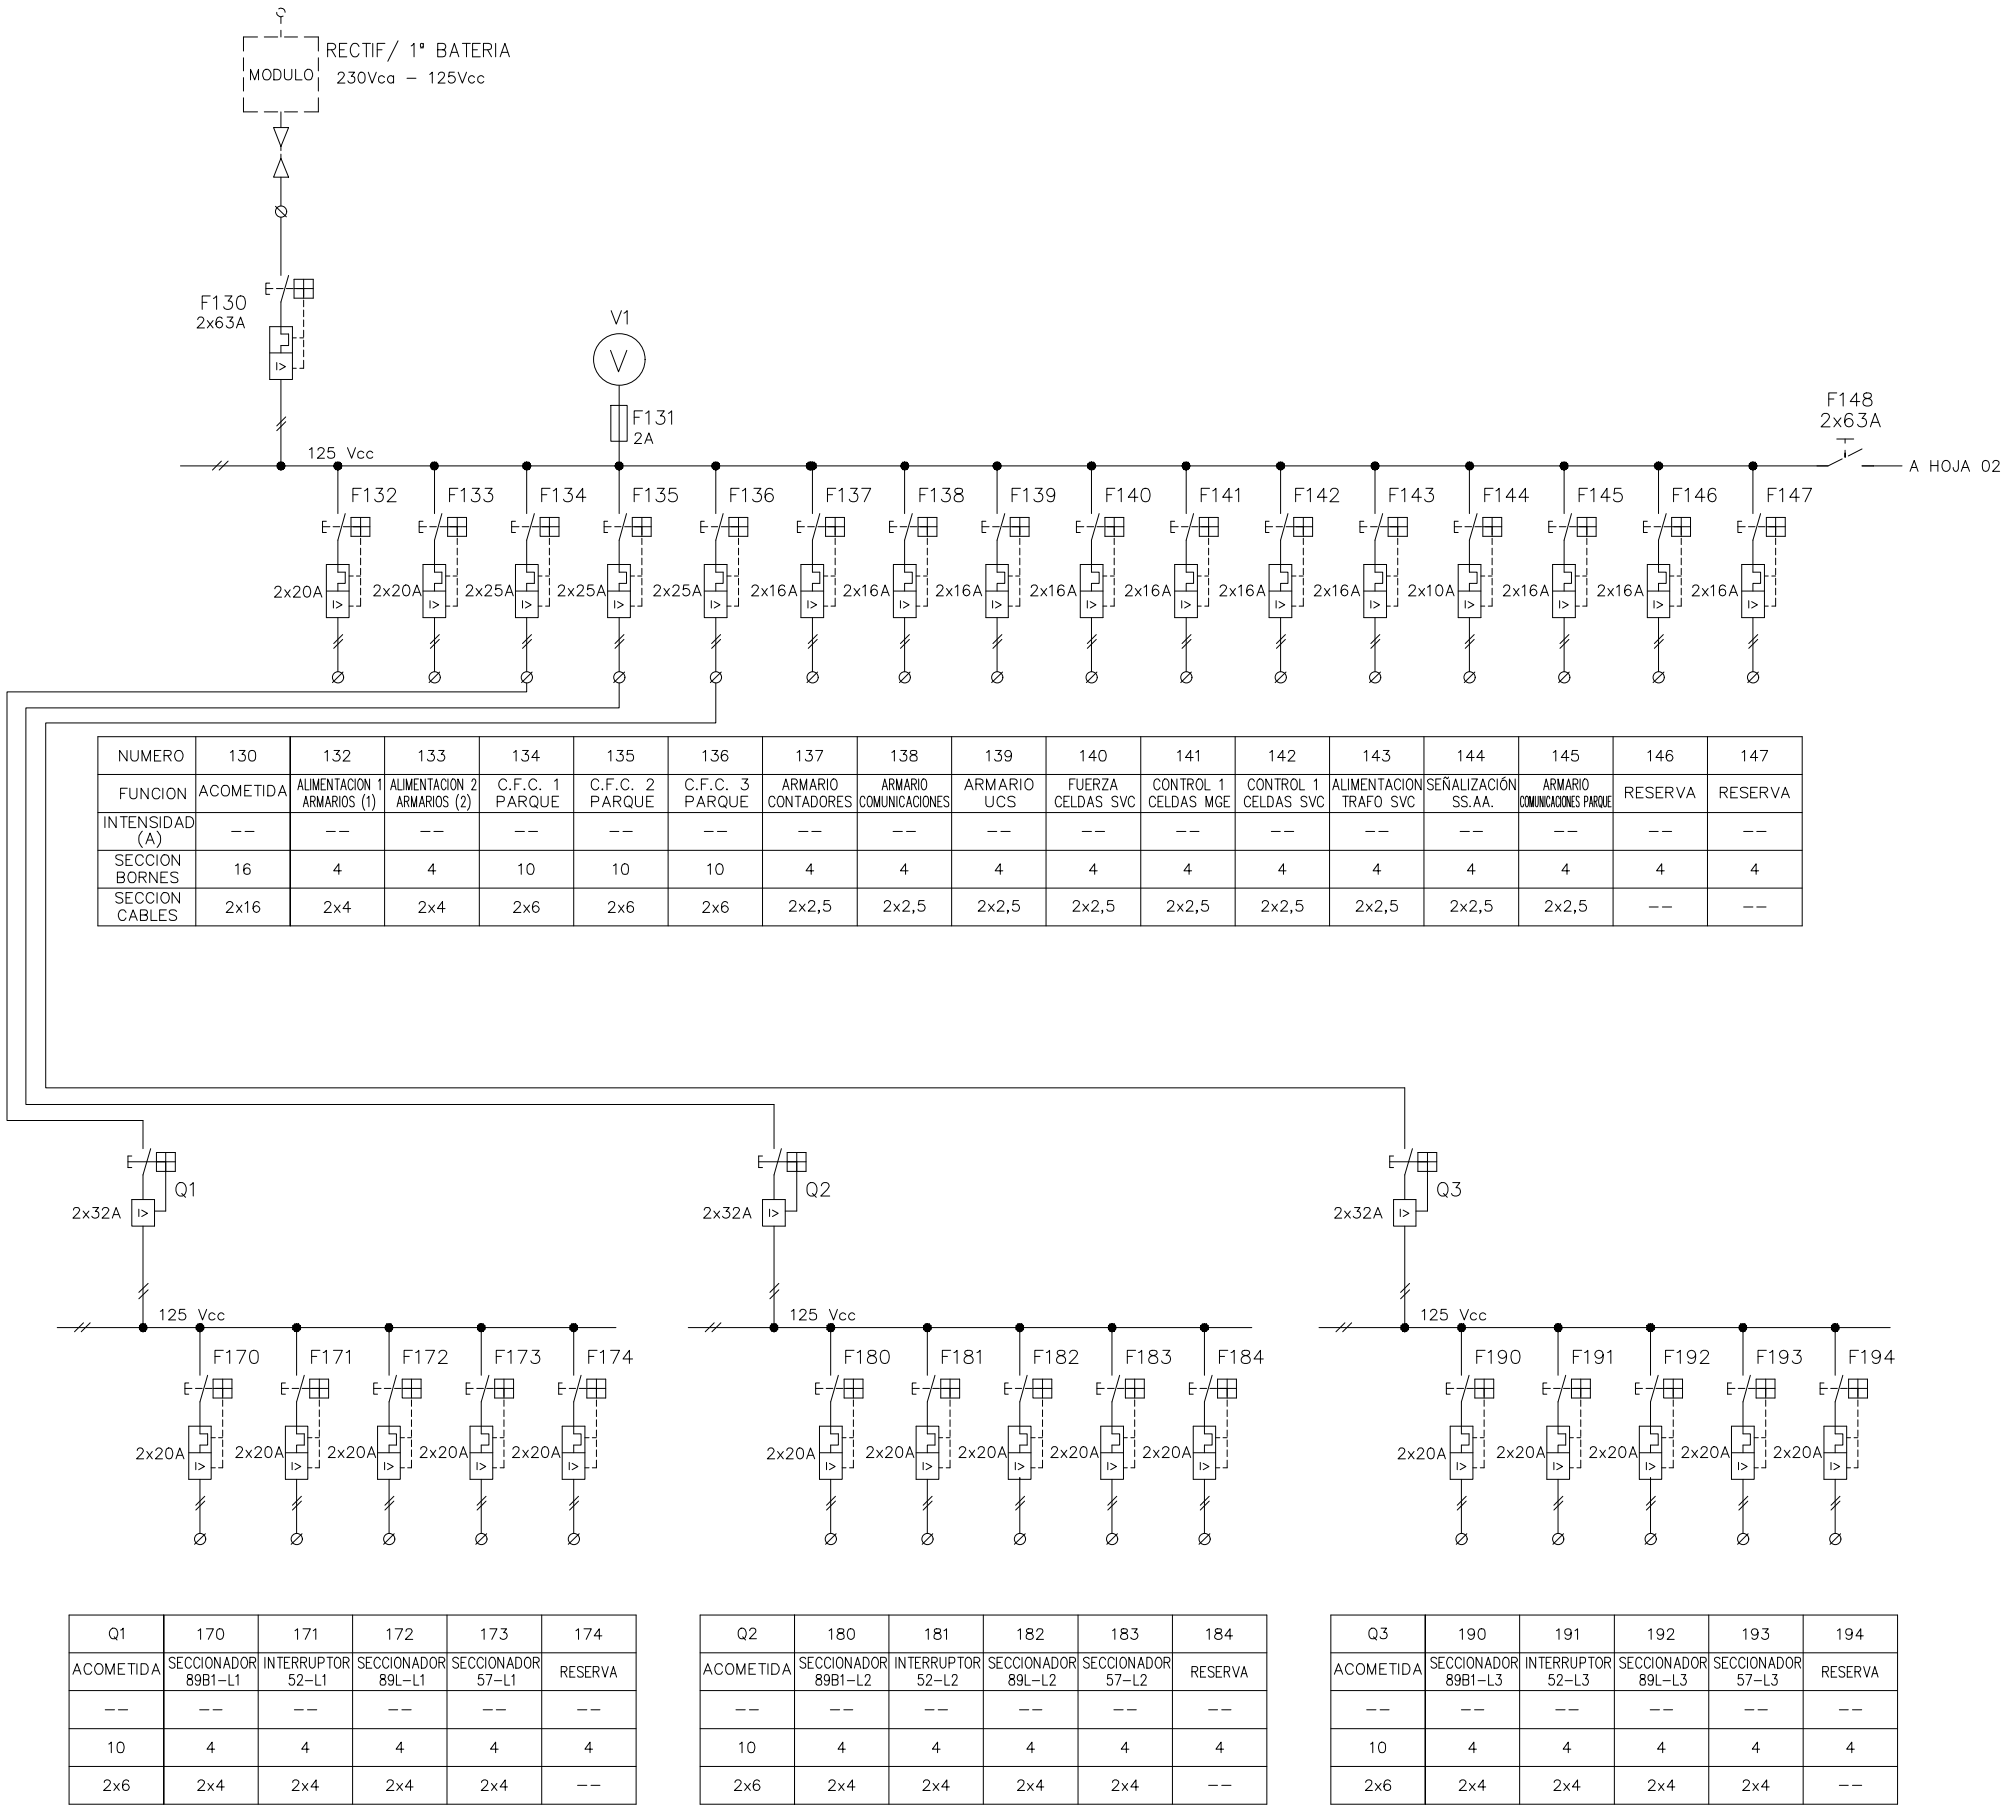 RECTIF/ 1ª BATERIA
MODULO
230Vca - 125Vcc
F130
2x63A
V1
V
F131
2A
F148
2x63A
125 Vcc
A HOJA 02
F132 F133 F134 F135 F136 F137 F138 F139 F140 F141 F142 F143 F144 F145 F146 F147
2x20A 2x20A 2x25A 2x25A 2x25A 2x16A 2x16A 2x16A 2x16A 2x16A 2x16A 2x16A 2x10A 2x16A 2x16A 2x16A
I> I> I> I> I> I> I> I> I> I> I> I> I> I> I> I> I>
NUMERO 130 132 133 134 135 136 137 138 139 140 141 142 143 144 145 146 147
FUNCION ACOMETIDA ALIMENTACION 1 ARMARIOS (1) ALIMENTACION 2 ARMARIOS (2) C.F.C. 1 PARQUE C.F.C. 2 PARQUE C.F.C. 3 PARQUE ARMARIO CONTADORES ARMARIO COMUNICACIONES ARMARIO UCS FUERZA CELDAS SVC CONTROL 1 CELDAS MGE CONTROL 1 CELDAS SVC ALIMENTACION TRAFO SVC SEÑALIZACIÓN SS.AA. ARMARIO COMUNICACIONES PARQUE RESERVA RESERVA
INTENSIDAD (A) -- -- -- -- -- -- -- -- -- -- -- -- -- -- -- -- --
SECCION BORNES 16 4 4 10 10 10 4 4 4 4 4 4 4 4 4 4 4
SECCION CABLES 2x16 2x4 2x4 2x6 2x6 2x6 2x2,5 2x2,5 2x2,5 2x2,5 2x2,5 2x2,5 2x2,5 2x2,5 2x2,5 -- --
Q1 Q2 Q3
2x32A I> 2x32A I> 2x32A I>
125 Vcc 125 Vcc 125 Vcc
F170 F171 F172 F173 F174 F180 F181 F182 F183 F184 F190 F191 F192 F193 F194
2x20A 2x20A 2x20A 2x20A 2x20A 2x20A 2x20A 2x20A 2x20A 2x20A 2x20A 2x20A 2x20A 2x20A 2x20A
I> I> I> I> I> I> I> I> I> I> I> I> I> I> I>
Q1 170 171 172 173 174
ACOMETIDA SECCIONADOR 89B1-L1 INTERRUPTOR 52-L1 SECCIONADOR 89L-L1 SECCIONADOR 57-L1 RESERVA
-- -- -- -- -- --
10 4 4 4 4 4
2x6 2x4 2x4 2x4 2x4 --
Q2 180 181 182 183 184
ACOMETIDA SECCIONADOR 89B1-L2 INTERRUPTOR 52-L2 SECCIONADOR 89L-L2 SECCIONADOR 57-L2 RESERVA
-- -- -- -- -- --
10 4 4 4 4 4
2x6 2x4 2x4 2x4 2x4 --
Q3 190 191 192 193 194
ACOMETIDA SECCIONADOR 89B1-L3 INTERRUPTOR 52-L3 SECCIONADOR 89L-L3 SECCIONADOR 57-L3 RESERVA
-- -- -- -- -- --
10 4 4 4 4 4
2x6 2x4 2x4 2x4 2x4 --